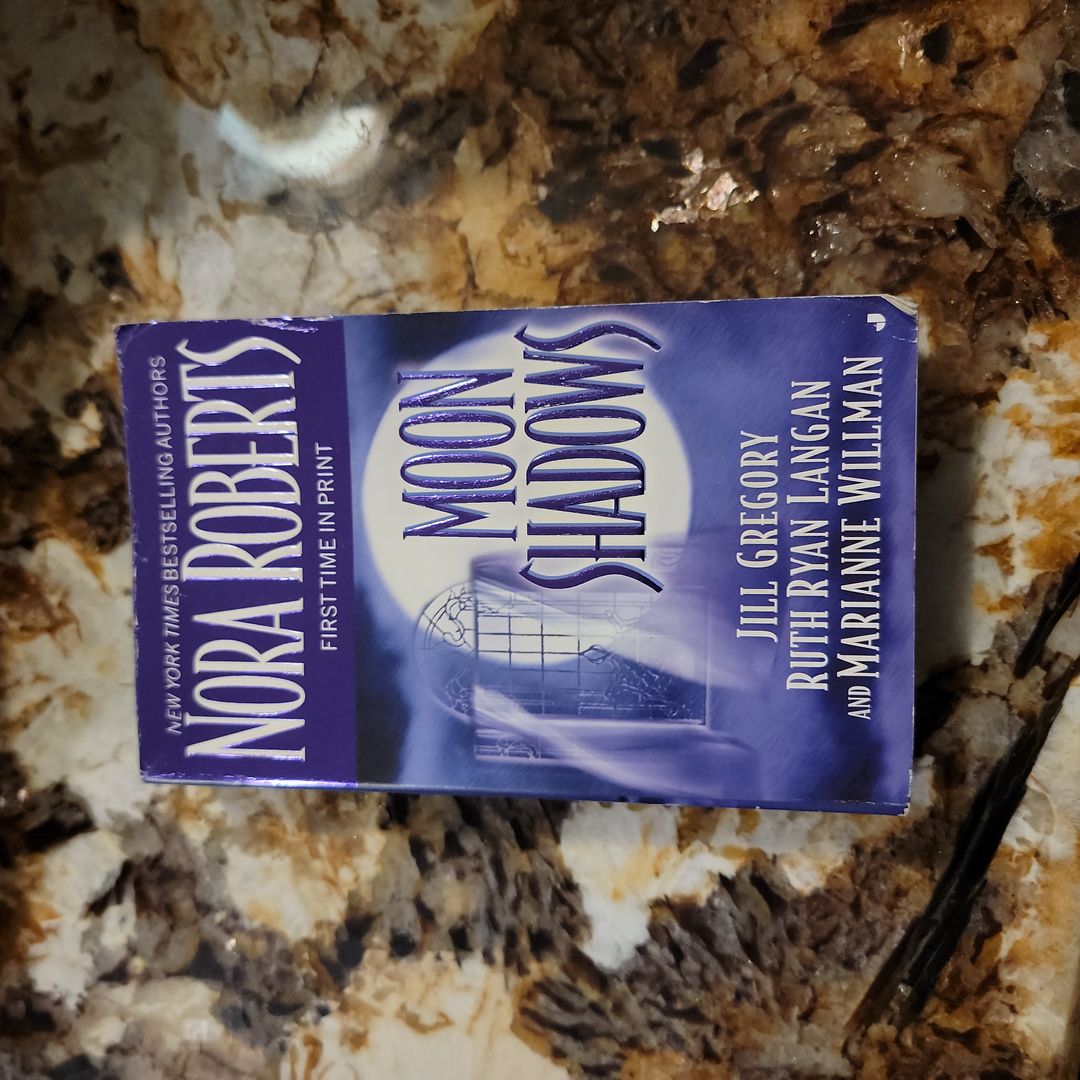 NEW YORK TIMES BESTSELLING AUTHORS
NORA ROBERTS
FIRST TIME IN PRINT
MOON
SHADOWS
JILL GREGORY
RUTH RYAN LANGAN
AND MARIANNE WILLMAN